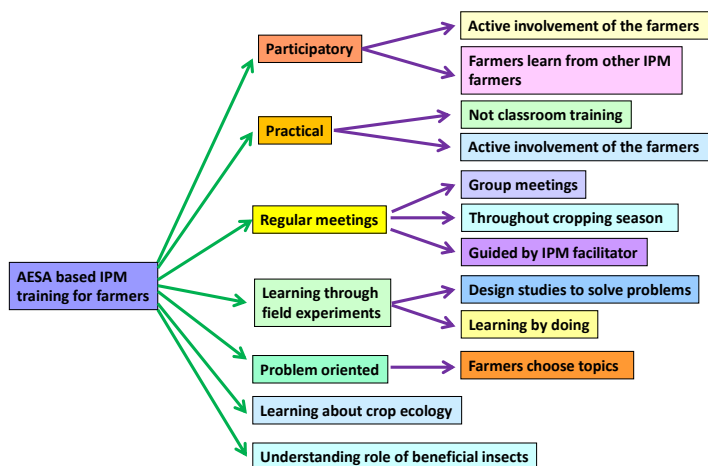 Active involvement of the farmers
Participatory
Farmers learn from other IPM
farmers
Not classroom training
Practical
Active involvement of the farmers
Group meetings
Regular meetings
Throughout cropping season
Guided by IPM facilitator
AESA based IPM
training for farmers
Learning through
field experiments
Design studies to solve problems
Learning by doing
Problem oriented
Farmers choose topics
Learning about crop ecology
Understanding role of beneficial insects